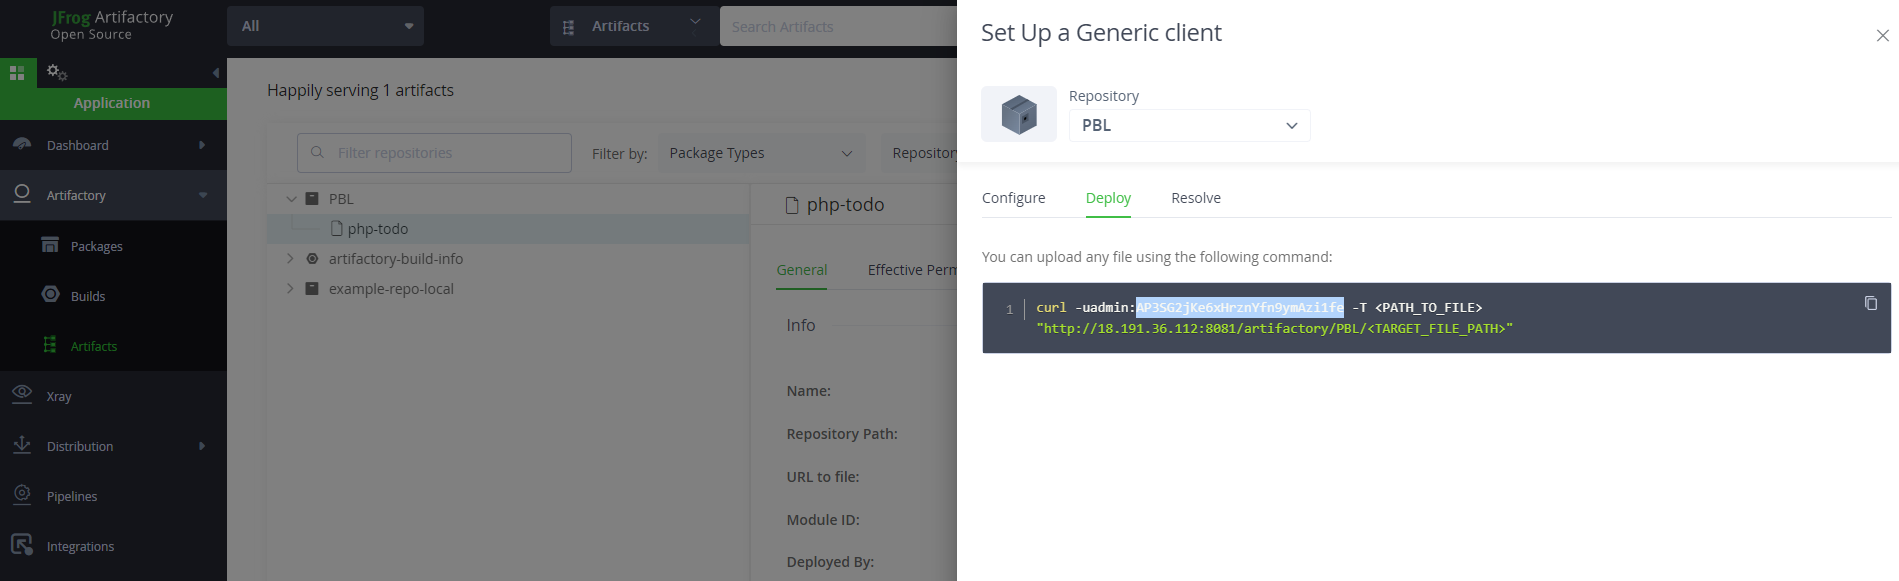 JFrog Artifactory
Open Source
All
Artifacts
Search Artifacts
Application
Dashboard
Artifactory
Packages
Builds
Artifacts
Xray
Distribution
Pipelines
Integrations
Happily serving 1 artifacts
Filter repositories
Filter by:
Package Types
Repository
PBL
php-todo
artifactory-build-info
example-repo-local
php-todo
General
Effective Perm
Info
Name:
Repository Path:
URL to file:
Module ID:
Deployed By:
Set Up a Generic client
Repository
PBL
Configure
Deploy
Resolve
You can upload any file using the following command:
1
curl -uadmin:AP3SG2jKe6xHrznYfn9ymAzi1fe -T <PATH_TO_FILE>
"http://18.191.36.112:8081/artifactory/PBL/<TARGET_FILE_PATH>"